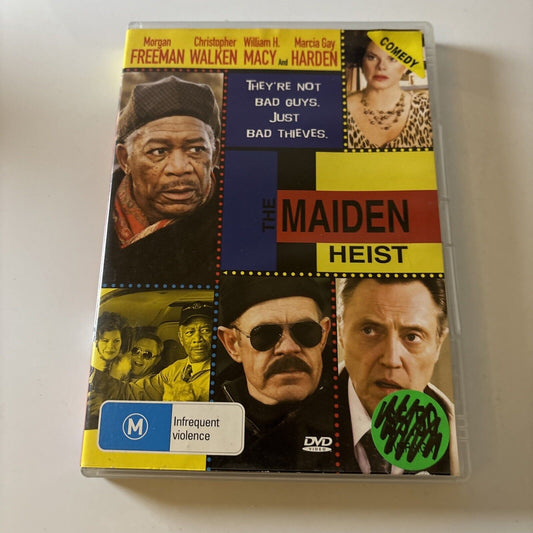 Morgan Christopher William H. Marcia Gay
FREEMAN WALKEN MACY And HARDEN
COMEDY
THEY'RE NOT
BAD GUYS.
JUST
BAD THIEVES.
THE
MAIDEN
HEIST
M
Infrequent
violence
DVD
VIDEO